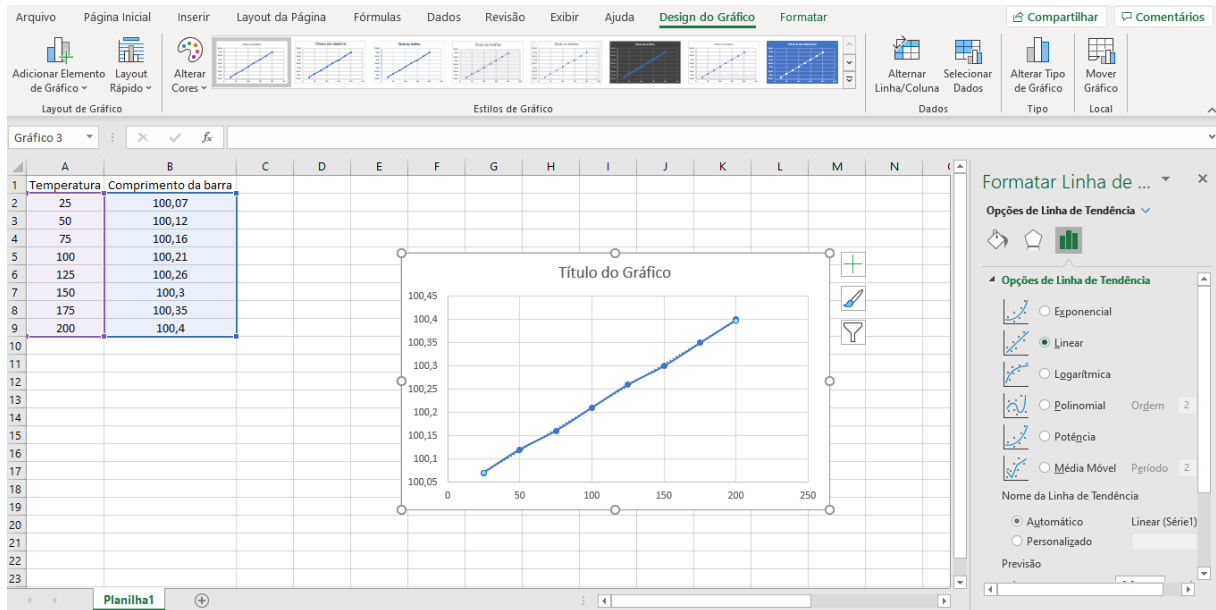 Arquivo Página Inicial Inserir Layout da Página Fórmulas Dados Revisão Exibir Ajuda Design do Gráfico Formatar Compartilhar Comentários
Adicionar Elemento de Gráfico
Layout Rápido
Alterar Cores
Alternar Linha/Coluna
Selecionar Dados
Alterar Tipo de Gráfico
Mover Gráfico
Layout de Gráfico Estilos de Gráfico Dados Tipo Local
Gráfico 3 fx
A B C D E F G H I J K L M N
1 Temperatura Comprimento da barra
2 25 100,07
3 50 100,12
4 75 100,16
5 100 100,21
6 125 100,26
7 150 100,3
8 175 100,35
9 200 100,4
10
11
12
13
14
15
16
17
18
19
20
21
22
23
Título do Gráfico
100,45
100,4
100,35
100,3
100,25
100,2
100,15
100,1
100,05
0 50 100 150 200 250
Planilha1
Formatar Linha de ...
Opções de Linha de Tendência
Opções de Linha de Tendência
Exponencial
Linear
Logarítmica
Polinomial Ordem 2
Potência
Média Móvel Período 2
Nome da Linha de Tendência
Automático Linear (Série1)
Personalizado
Previsão